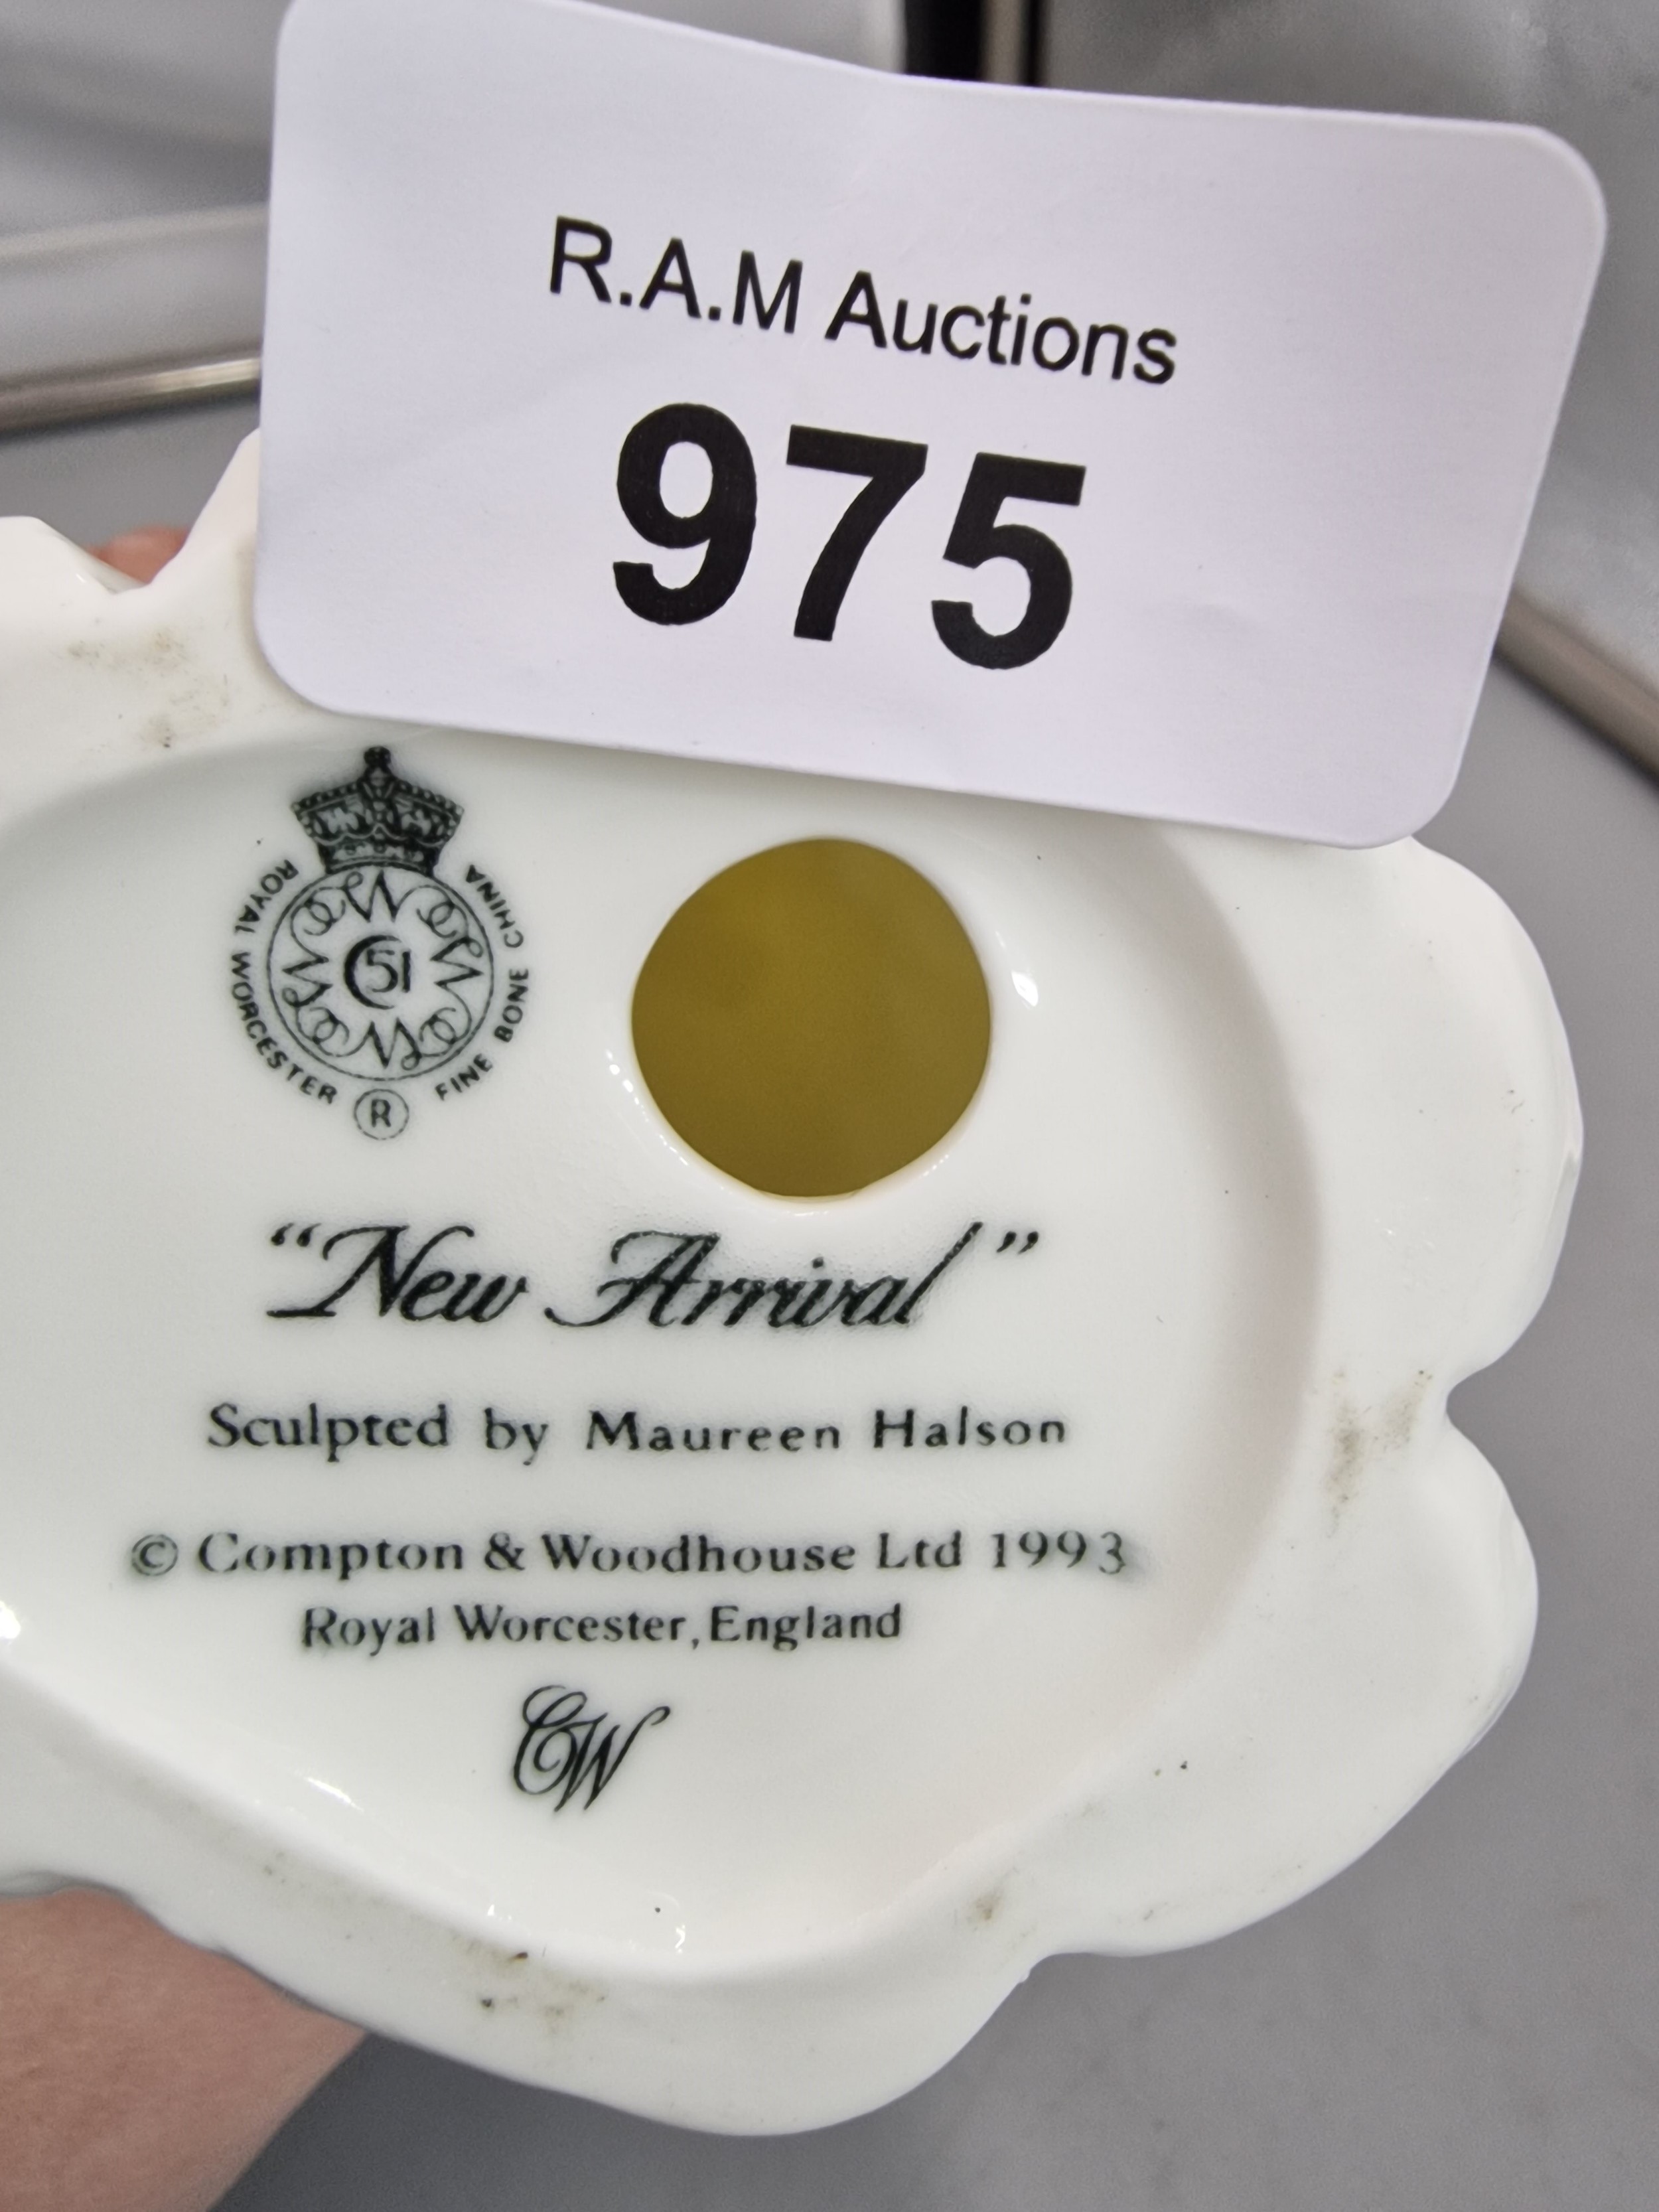 R.A.M Auctions
975
ROYAL WORCESTER FINE BONE CHINA
51
R
“New Arrival”
Sculpted by Maureen Halson
© Compton & Woodhouse Ltd 1993
Royal Worcester, England
CW